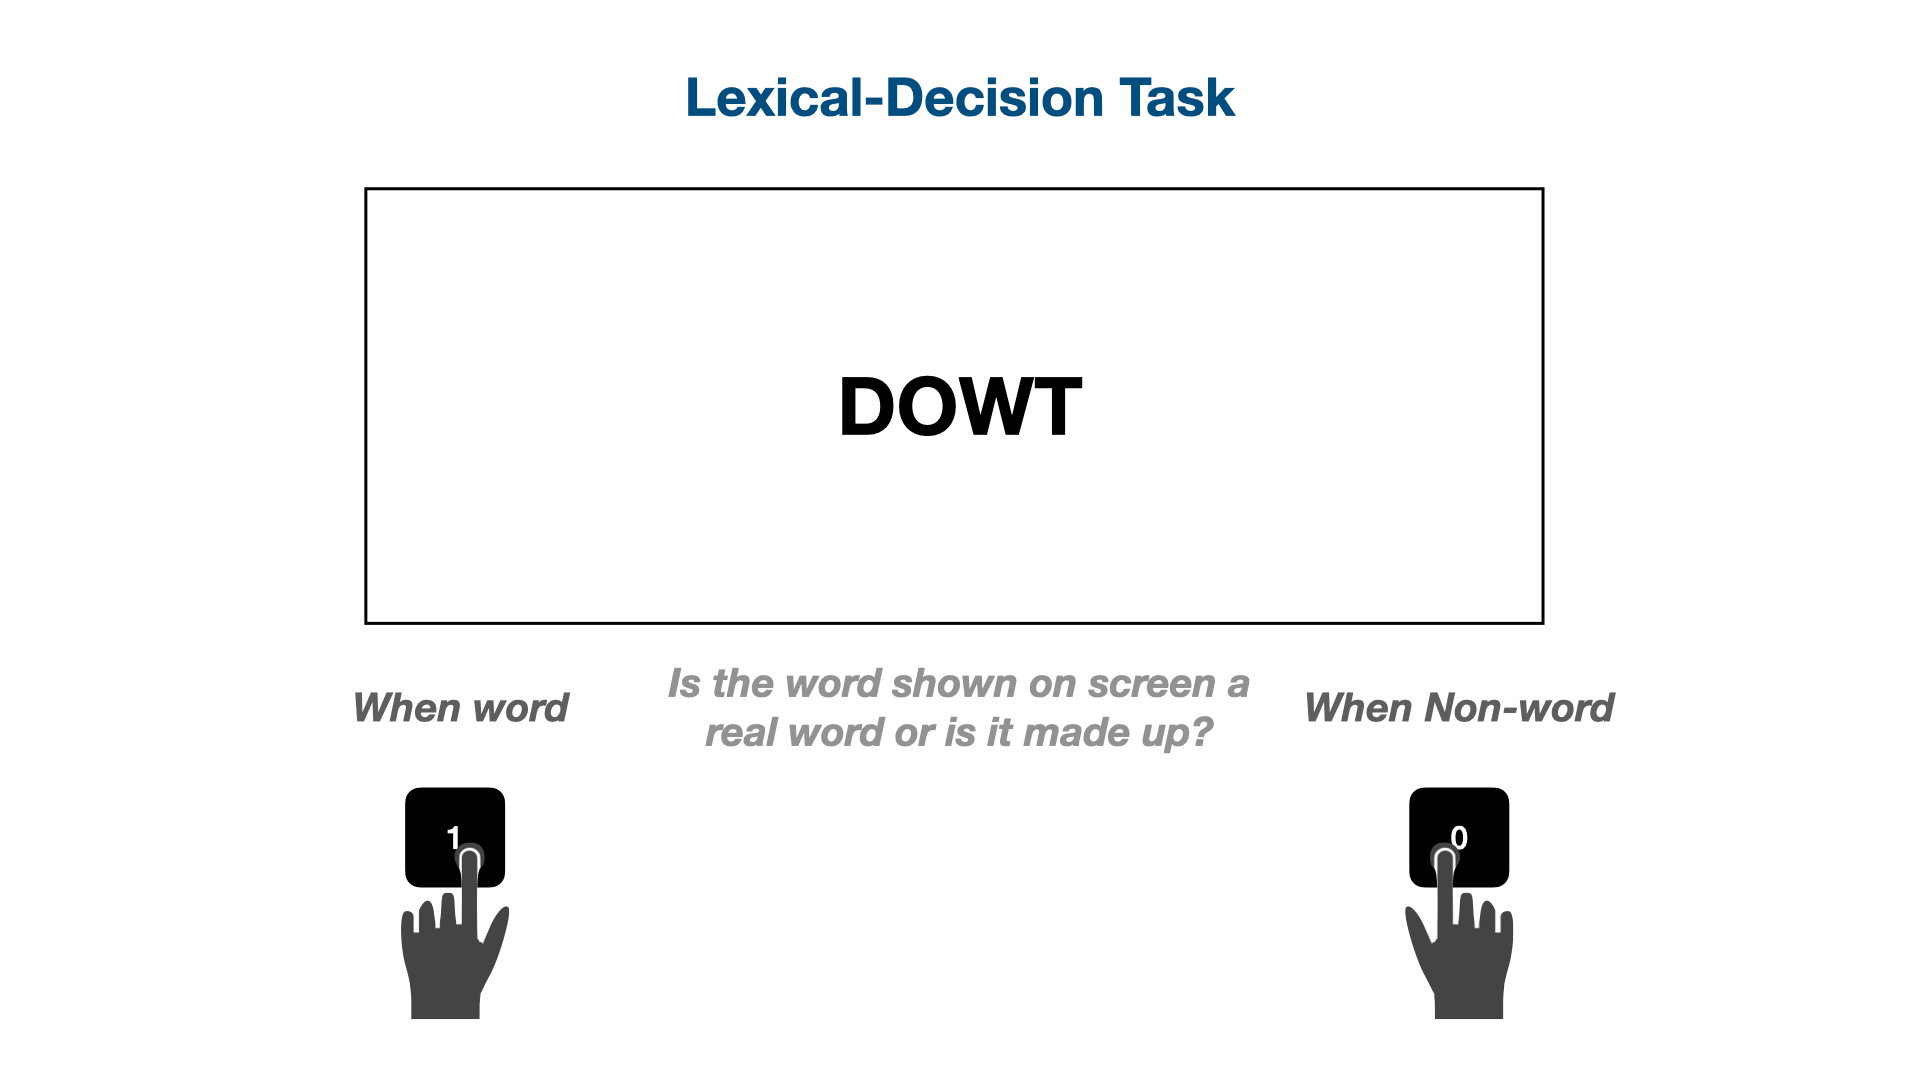 Lexical-Decision Task
DOWT
When word
Is the word shown on screen a
real word or is it made up?
When Non-word
1
0